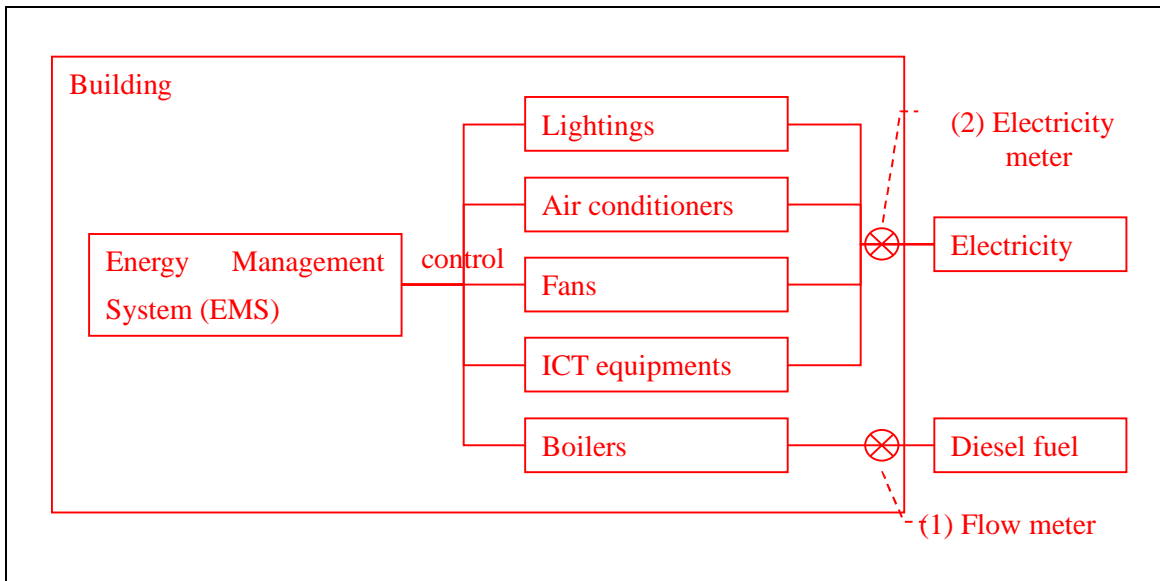 Building
Lightings
(2) Electricity
meter
Air conditioners
Energy Management
System (EMS)
control
Electricity
Fans
ICT equipments
Boilers
Diesel fuel
(1) Flow meter